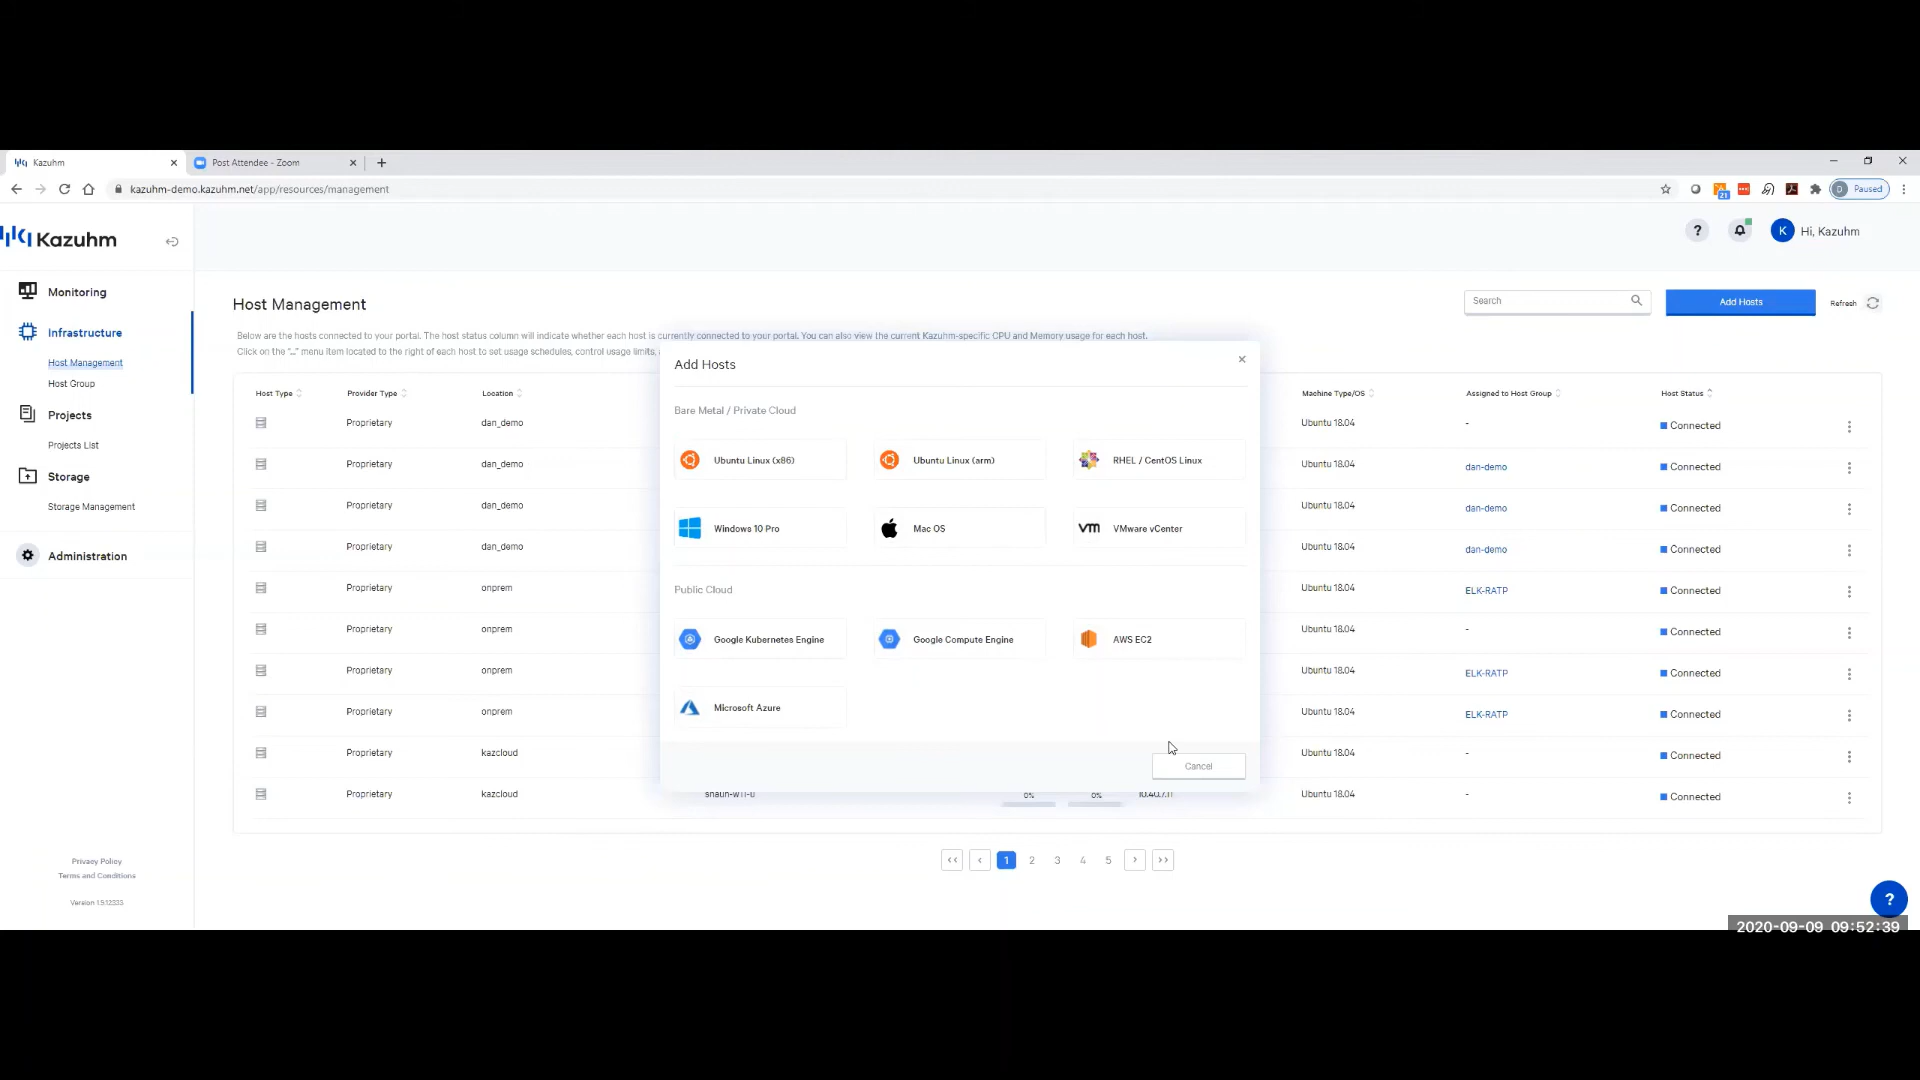 Kazuhm
Post Attendee - Zoom
kazuhm-demo.kazuhm.net/app/resources/management
21
D Paused
Kazuhm
?
K Hi, Kazuhm
Monitoring
Infrastructure
Host Management
Host Group
Projects
Projects List
Storage
Storage Management
Administration
Privacy Policy
Terms and Conditions
Version 1.9.12333
Host Management
Search
Add Hosts
Refresh
Below are the hosts connected to your portal. The host status column will indicate whether each host is currently connected to your portal. You can also view the current Kazuhm-specific CPU and Memory usage for each host.
Click on the "..." menu item located to the right of each host to set usage schedules, control usage limits,
Host Type Provider Type Location Machine Type/OS Assigned to Host Group Host Status
Proprietary dan_demo Ubuntu 18.04 - Connected
Proprietary dan_demo Ubuntu 18.04 dan-demo Connected
Proprietary dan_demo Ubuntu 18.04 dan-demo Connected
Proprietary dan_demo Ubuntu 18.04 dan-demo Connected
Proprietary onprem Ubuntu 18.04 ELK-RATP Connected
Proprietary onprem Ubuntu 18.04 - Connected
Proprietary onprem Ubuntu 18.04 ELK-RATP Connected
Proprietary onprem Ubuntu 18.04 ELK-RATP Connected
Proprietary kazcloud Ubuntu 18.04 - Connected
Proprietary kazcloud 0% 0% Ubuntu 18.04 - Connected
Add Hosts
Bare Metal / Private Cloud
Ubuntu Linux (x86) Ubuntu Linux (arm) RHEL / CentOS Linux
Windows 10 Pro Mac OS vm VMware vCenter
Public Cloud
Google Kubernetes Engine Google Compute Engine AWS EC2
Microsoft Azure
Cancel
<< < 1 2 3 4 5 > >>
?
2020-09-09 09:52:39